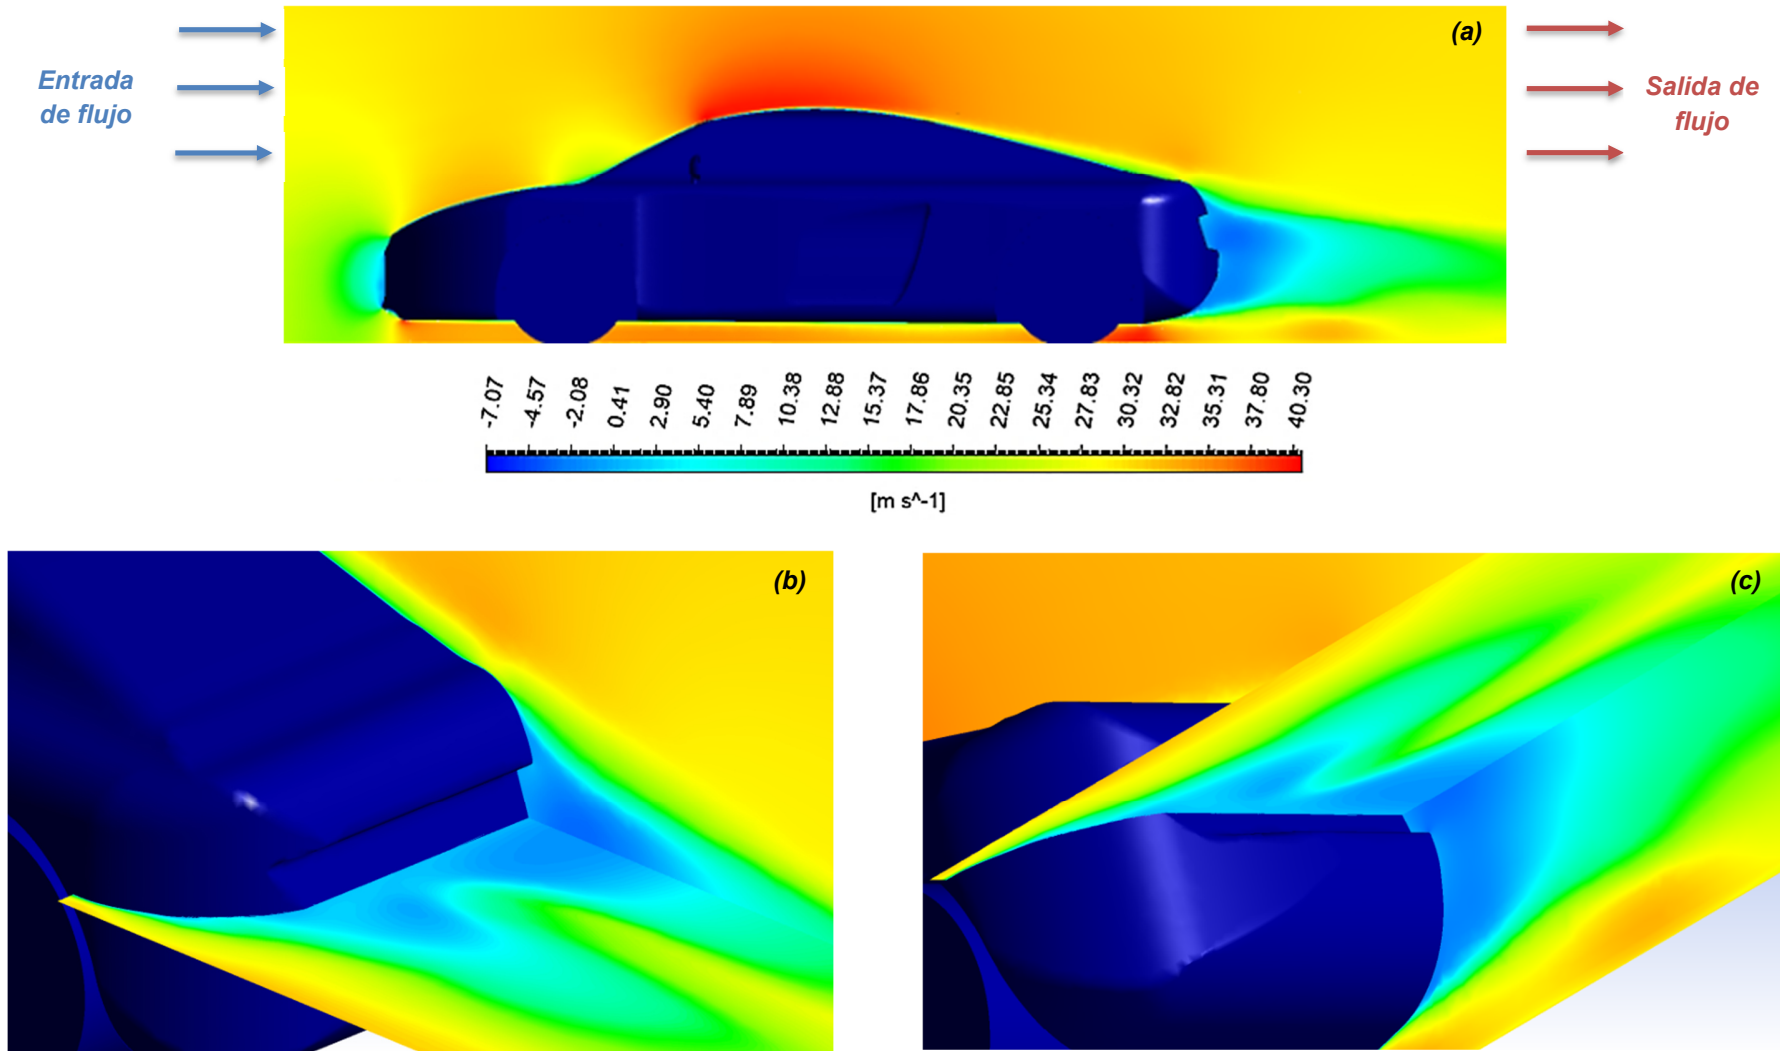 (a)
Entrada
de flujo
Salida de
flujo
-7.07
-4.57
-2.08
0.41
2.90
5.40
7.89
10.38
12.88
15.37
17.86
20.35
22.85
25.34
27.83
30.32
32.82
35.31
37.80
40.30
[m s^-1]
(b)
(c)